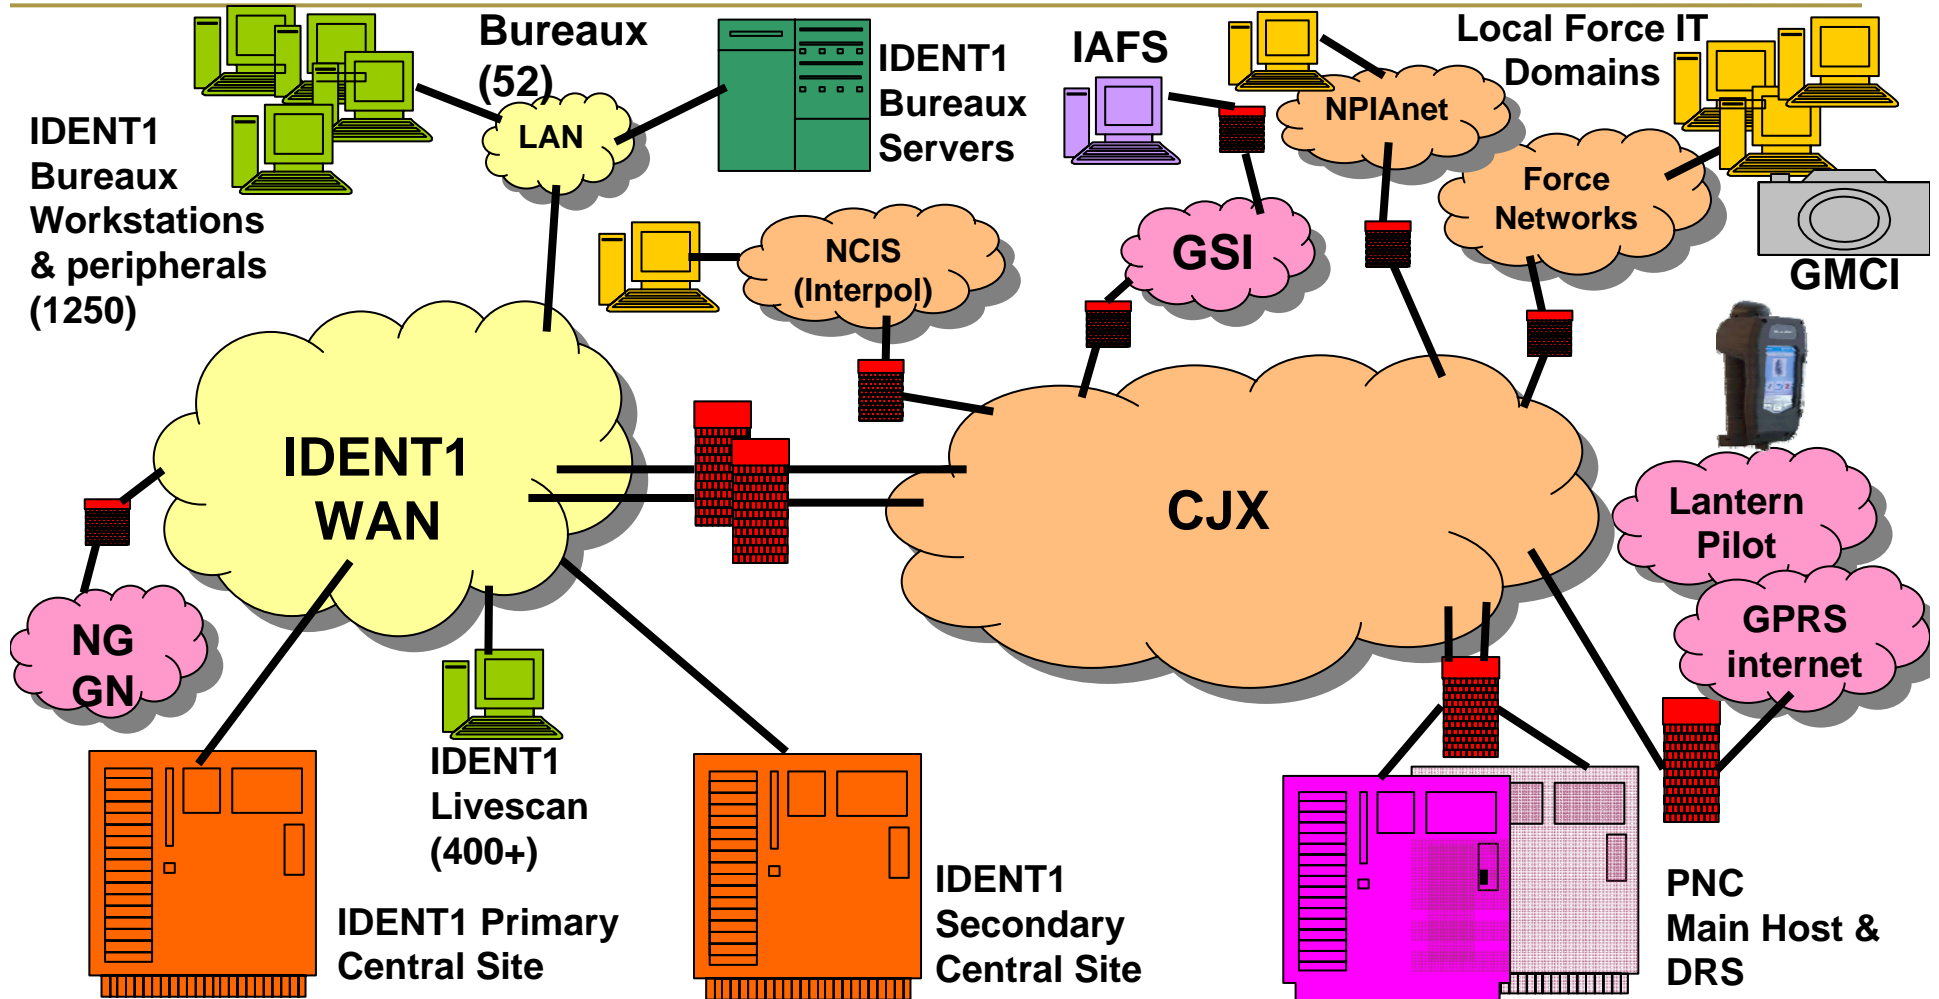 Bureaux
(52)
LAN
IDENT1
Bureaux
Servers
IDENT1
Bureaux
Workstations
& peripherals
(1250)
IAFS
NPIAnet
Local Force IT
Domains
Force
Networks
GMCI
NCIS
(Interpol)
GSI
IDENT1
WAN
CJX
Lantern
Pilot
GPRS
internet
NG
GN
IDENT1
Livescan
(400+)
IDENT1 Primary
Central Site
IDENT1
Secondary
Central Site
PNC
Main Host &
DRS